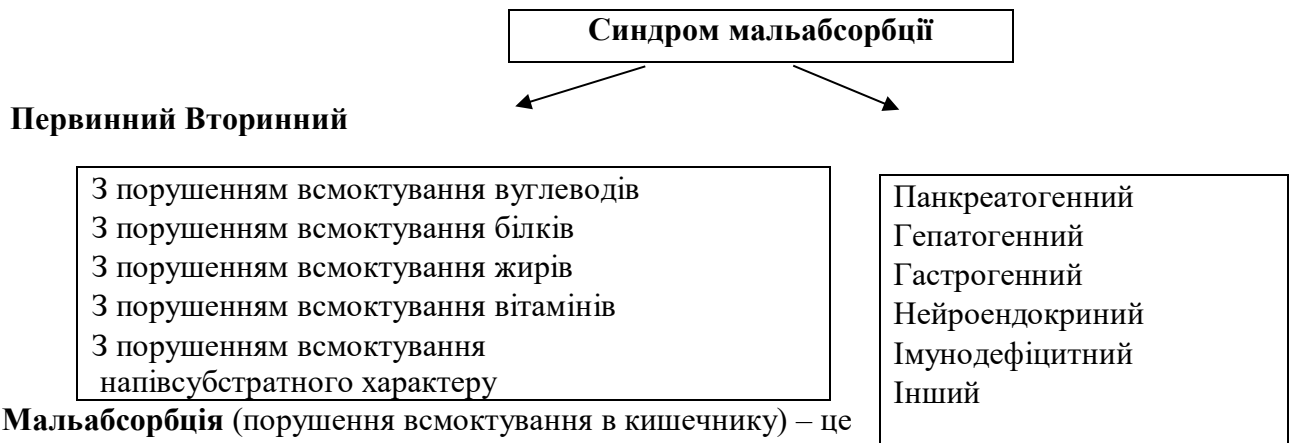 Синдром мальабсорбції
Первинний Вторинний
З порушенням всмоктування вуглеводів
З порушенням всмоктування білків
З порушенням всмоктування жирів
З порушенням всмоктування вітамінів
З порушенням всмоктування
напівсубстратного характеру
Панкреатогенний
Гепатогенний
Гастрогенний
Нейроендокриний
Імунодефіцитний
Інший
Мальабсорбція (порушення всмоктування в кишечнику) – це